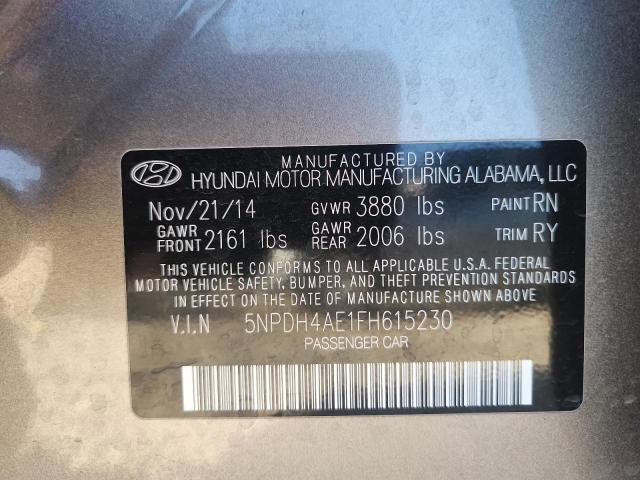 MANUFACTURED BY
HYUNDAI MOTOR MANUFACTURING ALABAMA, LLC
Nov/21/14 GVWR 3880 lbs PAINT RN
GAWR FRONT 2161 lbs GAWR REAR 2006 lbs TRIM RY
THIS VEHICLE CONFORMS TO ALL APPLICABLE U.S.A. FEDERAL
MOTOR VEHICLE SAFETY, BUMPER, AND THEFT PREVENTION STANDARDS
IN EFFECT ON THE DATE OF MANUFACTURE SHOWN ABOVE.
V.I.N 5NPDH4AE1FH615230
PASSENGER CAR